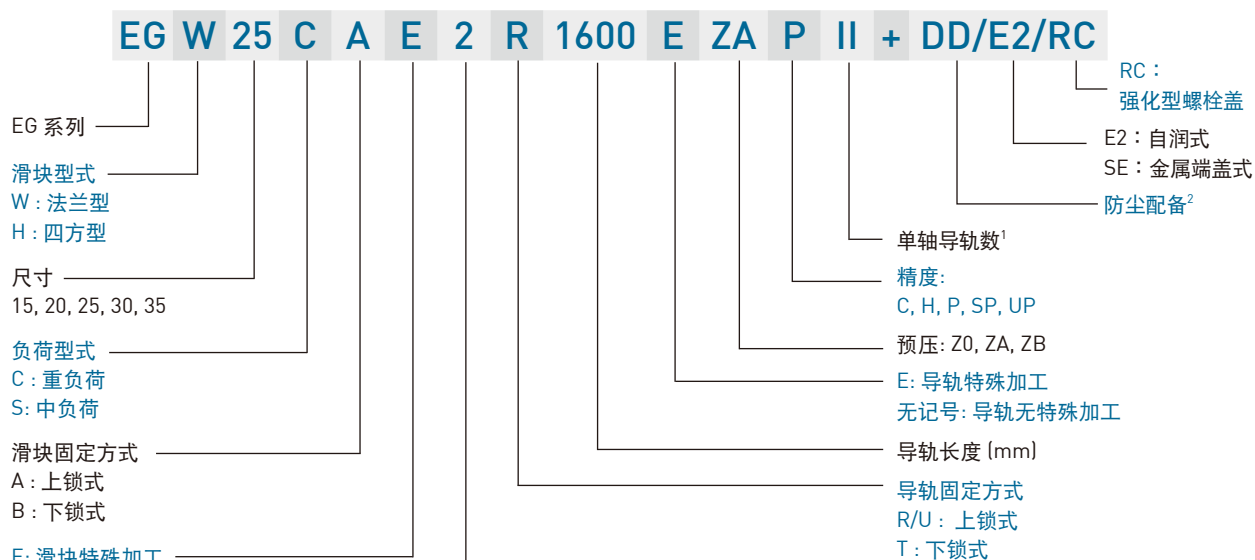 EG W 25 C A E 2 R 1600 E ZA P II + DD/E2/RC
EG 系列
滑块型式
W : 法兰型
H : 四方型
尺寸
15, 20, 25, 30, 35
负荷型式
C : 重负荷
S: 中负荷
滑块固定方式
A : 上锁式
B : 下锁式
E: 滑块特殊加工
RC：
强化型螺栓盖
E2：自润式
SE：金属端盖式
防尘配备²
单轴导轨数¹
精度:
C, H, P, SP, UP
预压: Z0, ZA, ZB
E: 导轨特殊加工
无记号: 导轨无特殊加工
导轨长度 (mm)
导轨固定方式
R/U : 上锁式
T : 下锁式